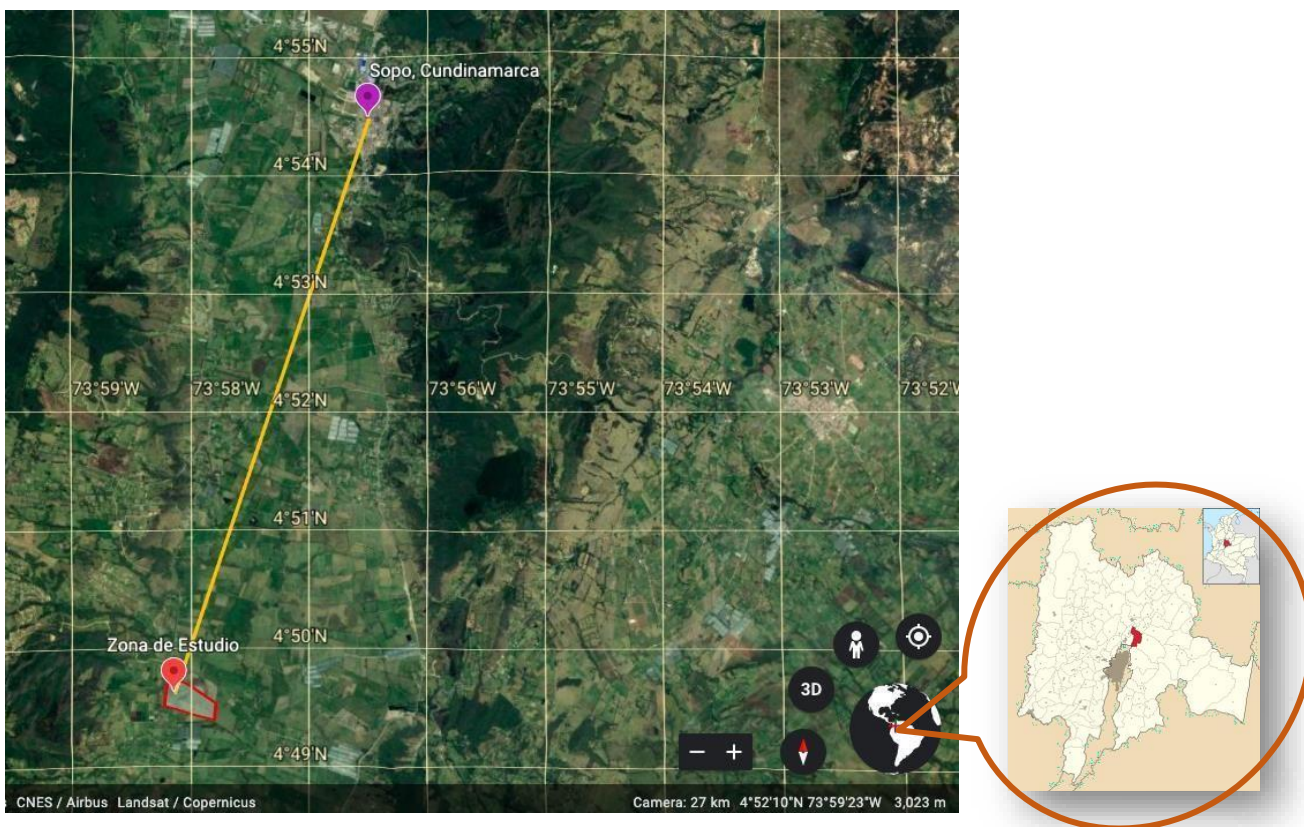 4°55'N
Sopo, Cundinamarca
4°54'N
4°53'N
73°59'W 73°58'W 73°56'W 73°55'W 73°54'W 73°53'W 73°52'
4°52'N
4°51'N
4°50'N
Zona de Estudio
3D
4°49'N
CNES / Airbus Landsat / Copernicus
Camera: 27 km 4°52'10"N 73°59'23"W 3,023 m